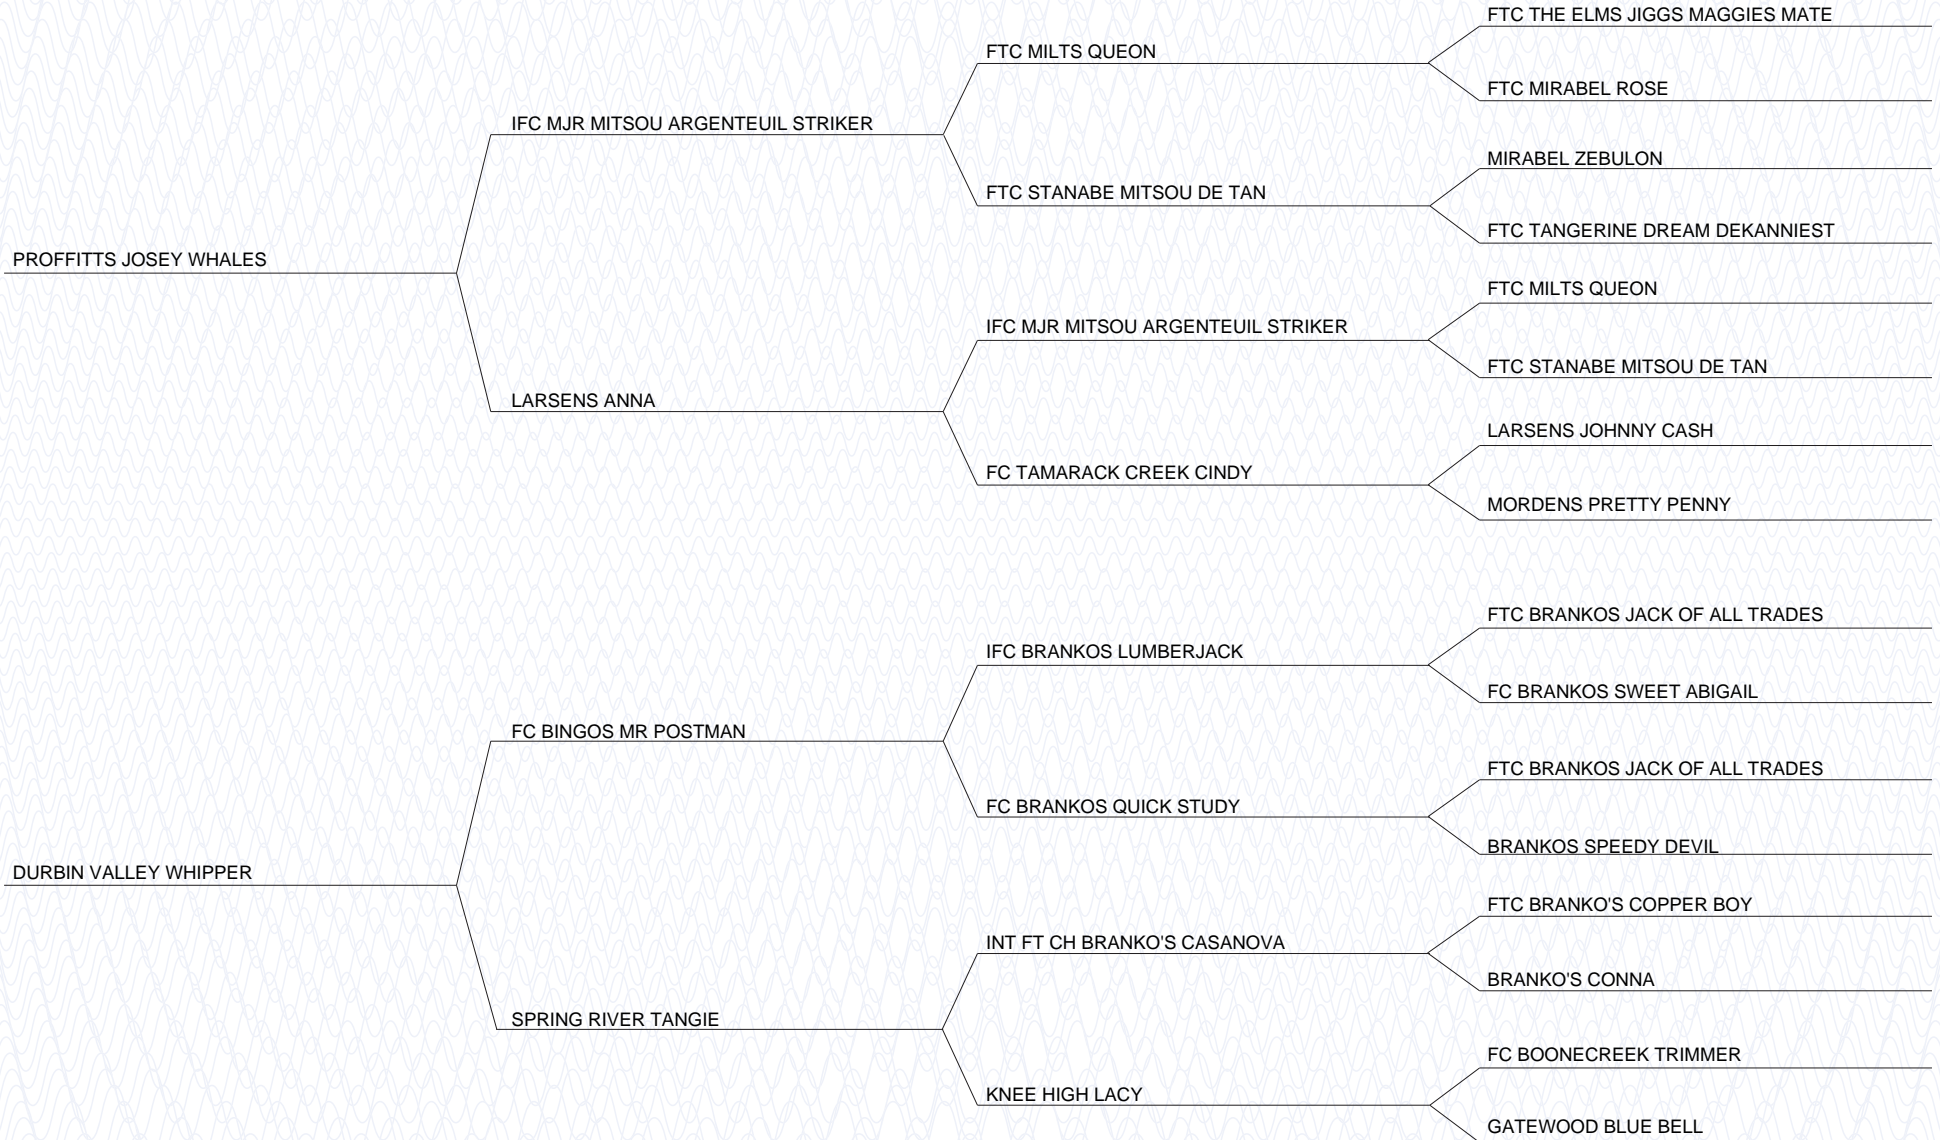 FTC THE ELMS JIGGS MAGGIES MATE
FTC MILTS QUEON
FTC MIRABEL ROSE
IFC MJR MITSOU ARGENTEUIL STRIKER
MIRABEL ZEBULON
FTC STANABE MITSOU DE TAN
FTC TANGERINE DREAM DEKANNIEST
PROFFITTS JOSEY WHALES
FTC MILTS QUEON
IFC MJR MITSOU ARGENTEUIL STRIKER
FTC STANABE MITSOU DE TAN
LARSENS ANNA
LARSENS JOHNNY CASH
FC TAMARACK CREEK CINDY
MORDENS PRETTY PENNY
FTC BRANKOS JACK OF ALL TRADES
IFC BRANKOS LUMBERJACK
FC BRANKOS SWEET ABIGAIL
FC BINGOS MR POSTMAN
FTC BRANKOS JACK OF ALL TRADES
FC BRANKOS QUICK STUDY
BRANKOS SPEEDY DEVIL
DURBIN VALLEY WHIPPER
FTC BRANKO'S COPPER BOY
INT FT CH BRANKO'S CASANOVA
BRANKO'S CONNA
SPRING RIVER TANGIE
FC BOONECREEK TRIMMER
KNEE HIGH LACY
GATEWOOD BLUE BELL